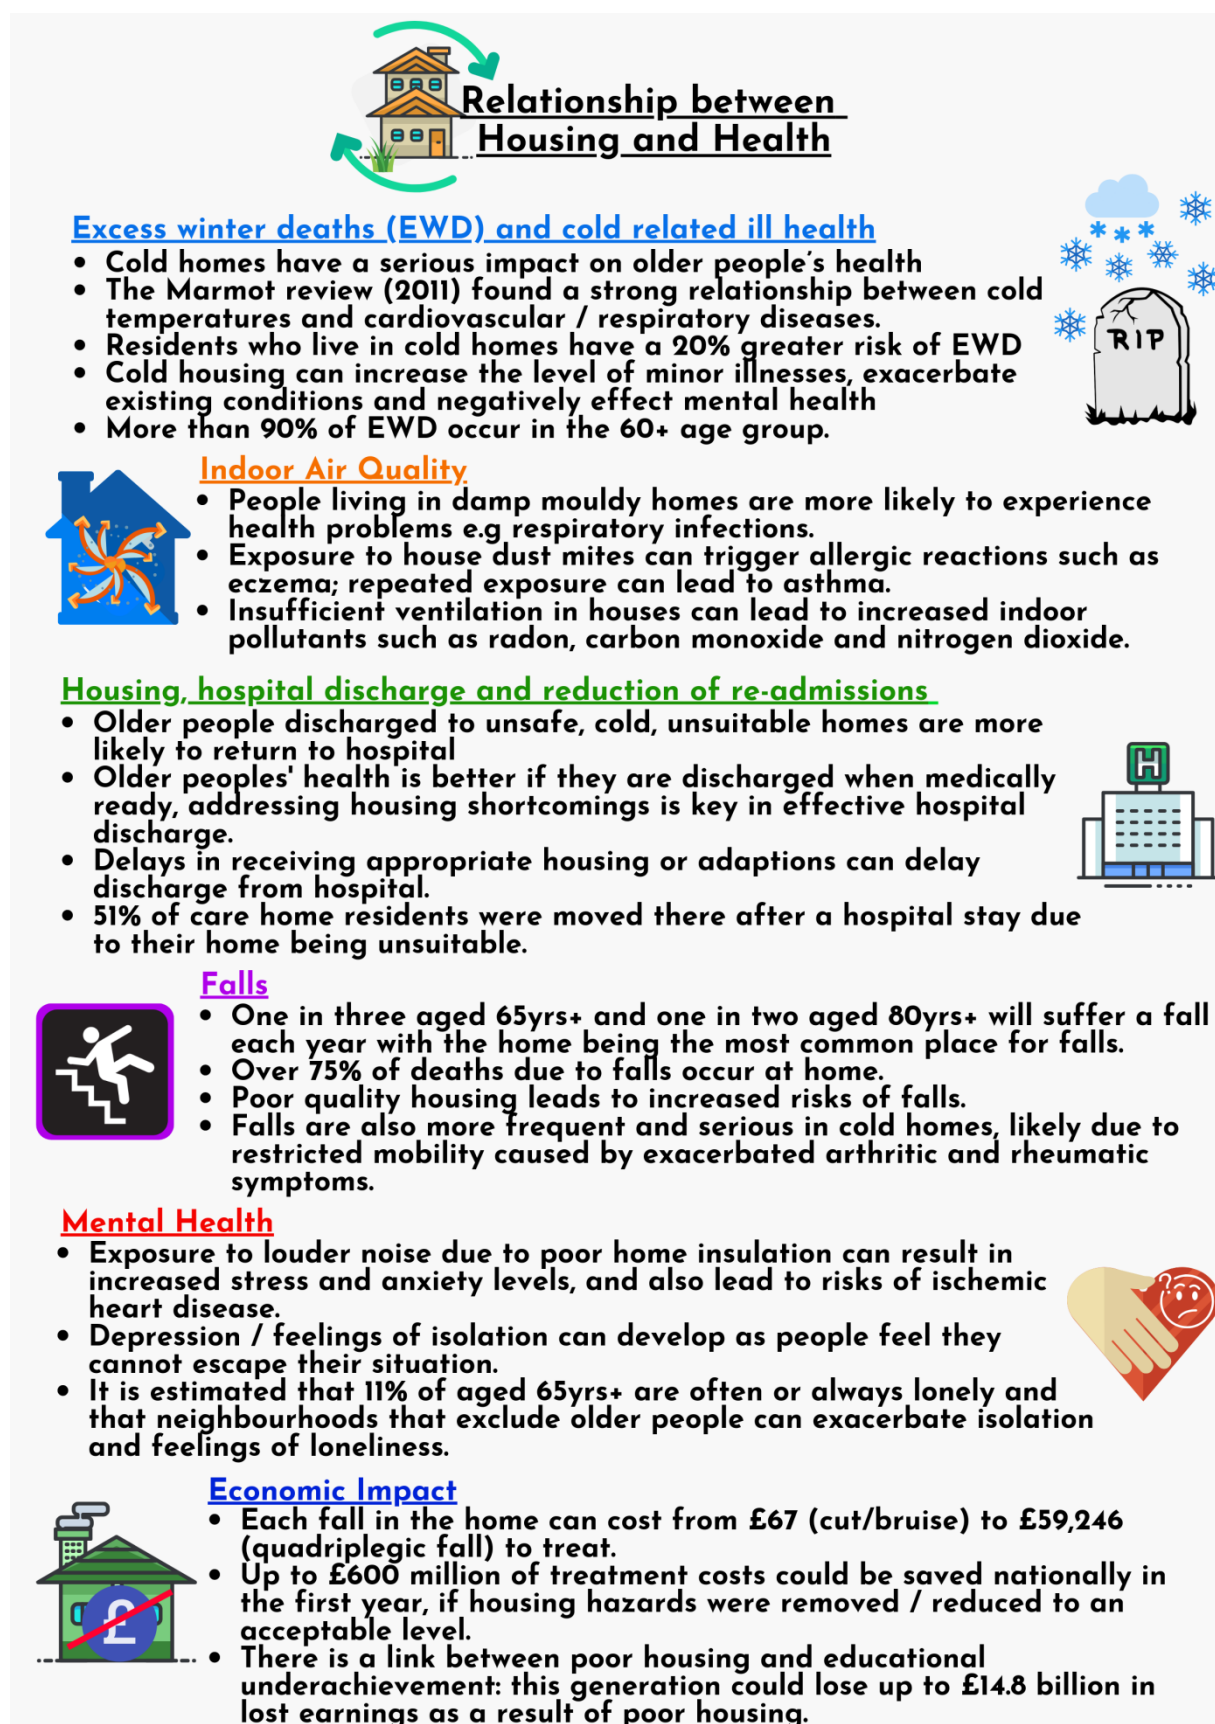 Relationship between
Housing and Health
Excess winter deaths (EWD) and cold related ill health
• Cold homes have a serious impact on older people's health
• The Marmot review (2011) found a strong relationship between cold
temperatures and cardiovascular / respiratory diseases.
• Residents who live in cold homes have a 20% greater risk of EWD
• Cold housing can increase the level of minor illnesses, exacerbate
existing conditions and negatively effect mental health
• More than 90% of EWD occur in the 60+ age group.
RIP
Indoor Air Quality
• People living in damp mouldy homes are more likely to experience
health problems e.g respiratory infections.
• Exposure to house dust mites can trigger allergic reactions such as
eczema; repeated exposure can lead to asthma.
• Insufficient ventilation in houses can lead to increased indoor
pollutants such as radon, carbon monoxide and nitrogen dioxide.
Housing, hospital discharge and reduction of re-admissions
• Older people discharged to unsafe, cold, unsuitable homes are more
likely to return to hospital
• Older peoples' health is better if they are discharged when medically
ready, addressing housing shortcomings is key in effective hospital
discharge.
• Delays in receiving appropriate housing or adaptions can delay
discharge from hospital.
• 51% of care home residents were moved there after a hospital stay due
to their home being unsuitable.
H
Falls
• One in three aged 65yrs+ and one in two aged 80yrs+ will suffer a fall
each year with the home being the most common place for falls.
• Over 75% of deaths due to falls occur at home.
• Poor quality housing leads to increased risks of falls.
• Falls are also more frequent and serious in cold homes, likely due to
restricted mobility caused by exacerbated arthritic and rheumatic
symptoms.
Mental Health
• Exposure to louder noise due to poor home insulation can result in
increased stress and anxiety levels, and also lead to risks of ischemic
heart disease.
• Depression / feelings of isolation can develop as people feel they
cannot escape their situation.
• It is estimated that 11% of aged 65yrs+ are often or always lonely and
that neighbourhoods that exclude older people can exacerbate isolation
and feelings of loneliness.
?
Economic Impact
• Each fall in the home can cost from £67 (cut/bruise) to £59,246
(quadriplegic fall) to treat.
• Up to £600 million of treatment costs could be saved nationally in
the first year, if housing hazards were removed / reduced to an
acceptable level.
• There is a link between poor housing and educational
underachievement: this generation could lose up to £14.8 billion in
lost earnings as a result of poor housing.
£